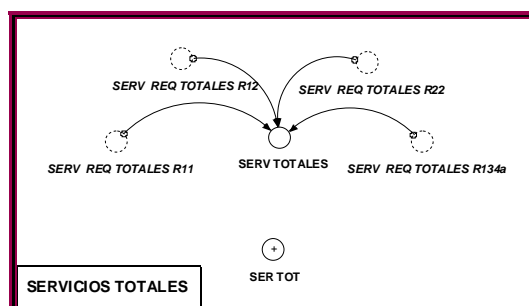 SERV REQ TOTALES R12
SERV REQ TOTALES R22
SERV TOTALES
SERV REQ TOTALES R11
SERV REQ TOTALES R134a
SER TOT
SERVICIOS TOTALES